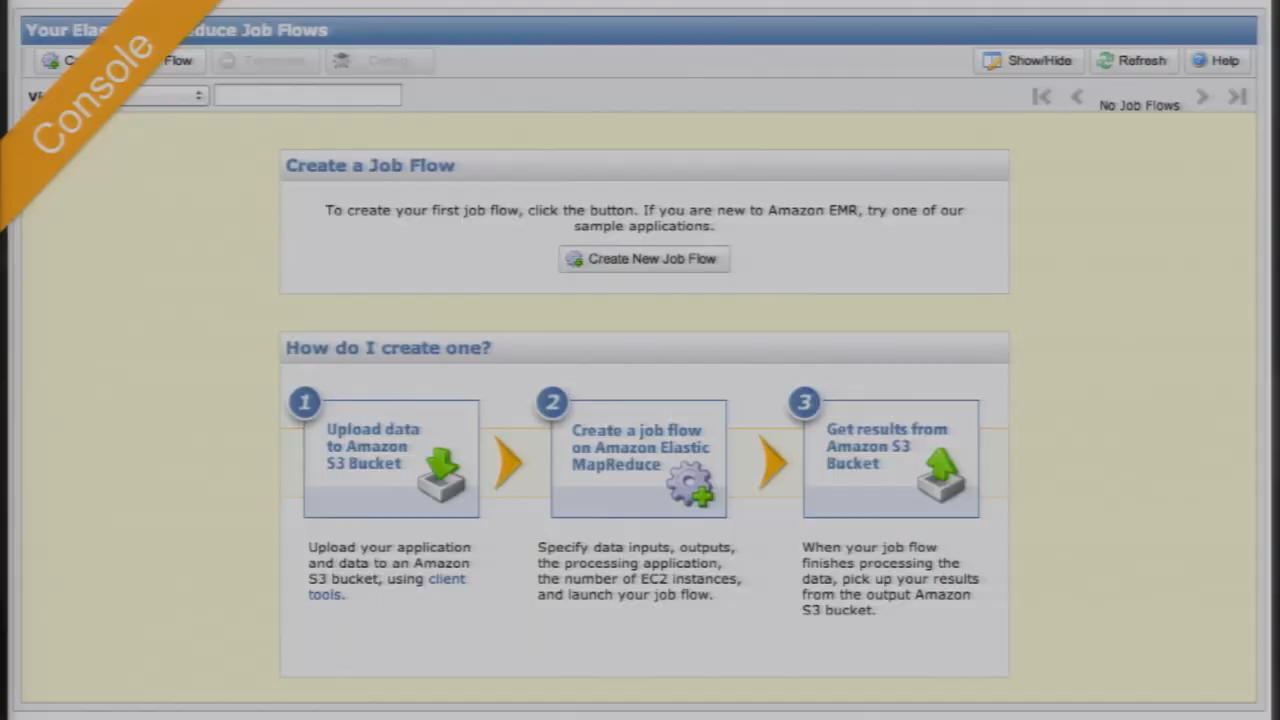 Console
Your Ela duce Job Flows
C Flow
Show/Hide
Refresh
Help
No Job Flows
Create a Job Flow
To create your first job flow, click the button. If you are new to Amazon EMR, try one of our
sample applications.
Create New Job Flow
How do I create one?
1
Upload data
to Amazon
S3 Bucket
Upload your application
and data to an Amazon
S3 bucket, using client
tools.
2
Create a job flow
on Amazon Elastic
MapReduce
Specify data inputs, outputs,
the processing application,
the number of EC2 instances,
and launch your job flow.
3
Get results from
Amazon S3
Bucket
When your job flow
finishes processing the
data, pick up your results
from the output Amazon
S3 bucket.